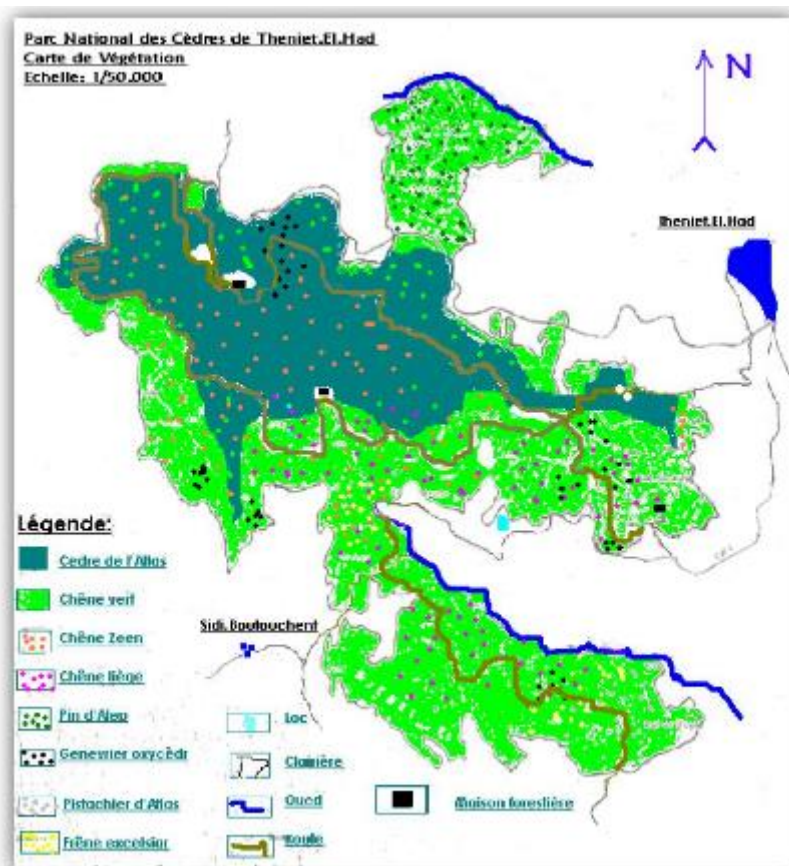 Parc National des Cèdres de Theniet.El.Had
Carte de Végétation
Echelle: 1/50.000
N
Theniet.El.Had
Légende:
Cedre de l'Atlas
Chêne vert
Chêne Zeen
Chêne liège
Pin d'Alep
Genevrier oxycèdr
Pistachier d'Atlas
Frêne excelsior
Sidi.Boutouchent
Lac
Clairière
Oued
Route
Maison forestière